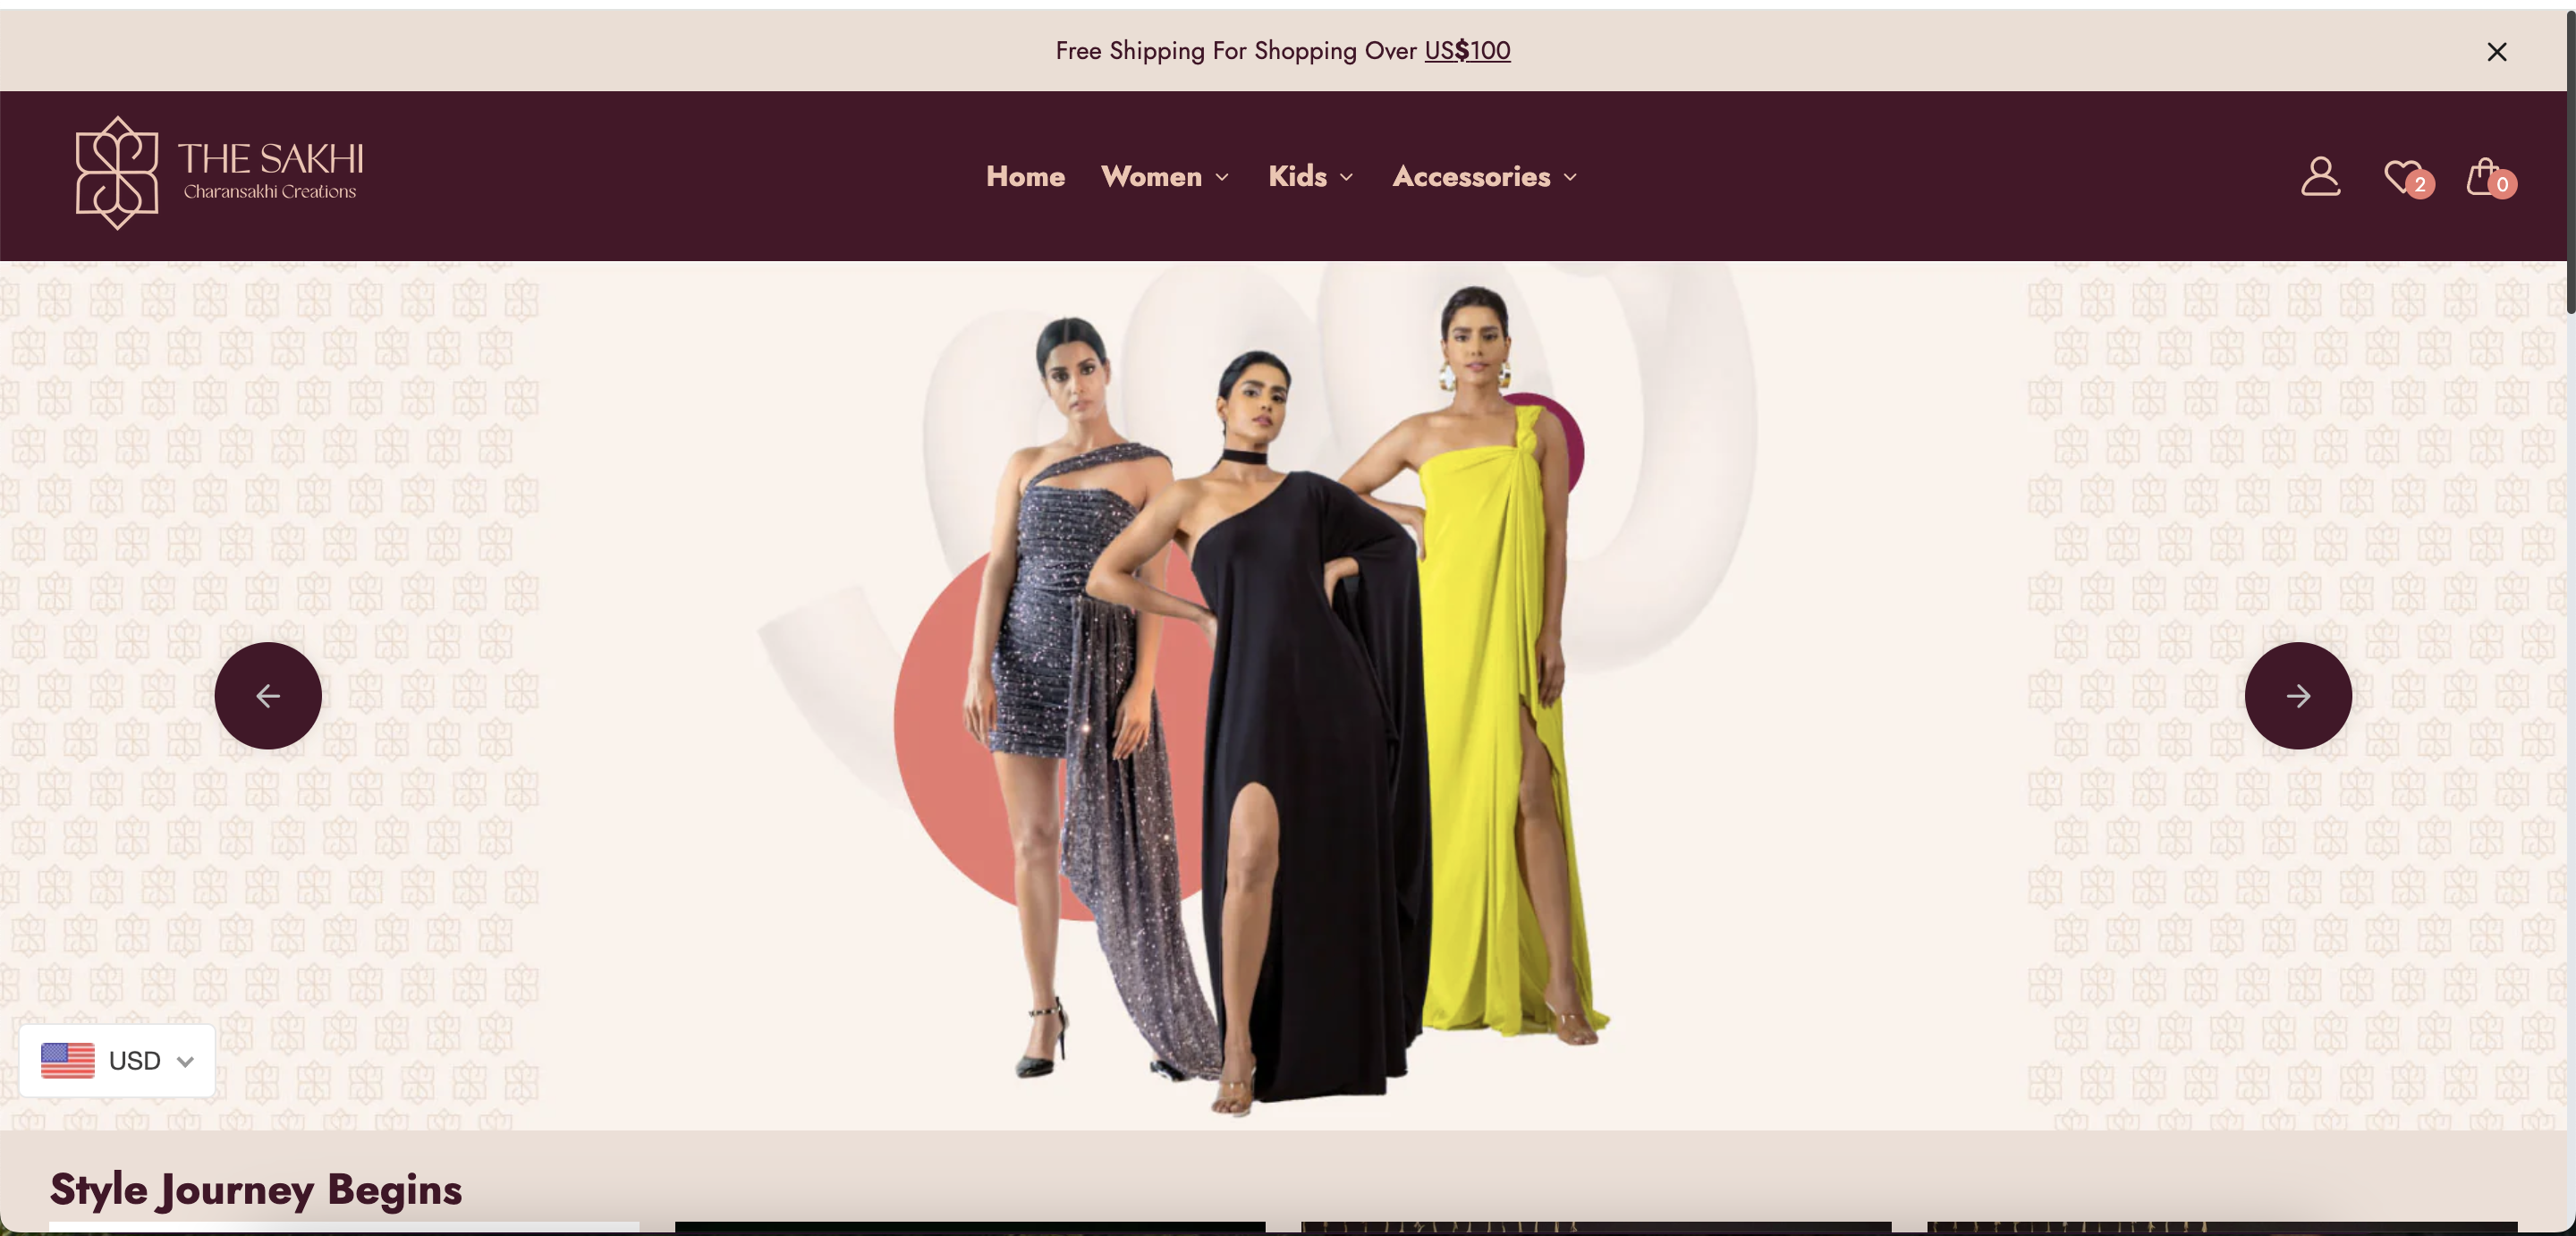 Free Shipping For Shopping Over US$100
THE SAKHI
Charansakhi Creations
Home Women Kids Accessories
2 0
USD
Style Journey Begins